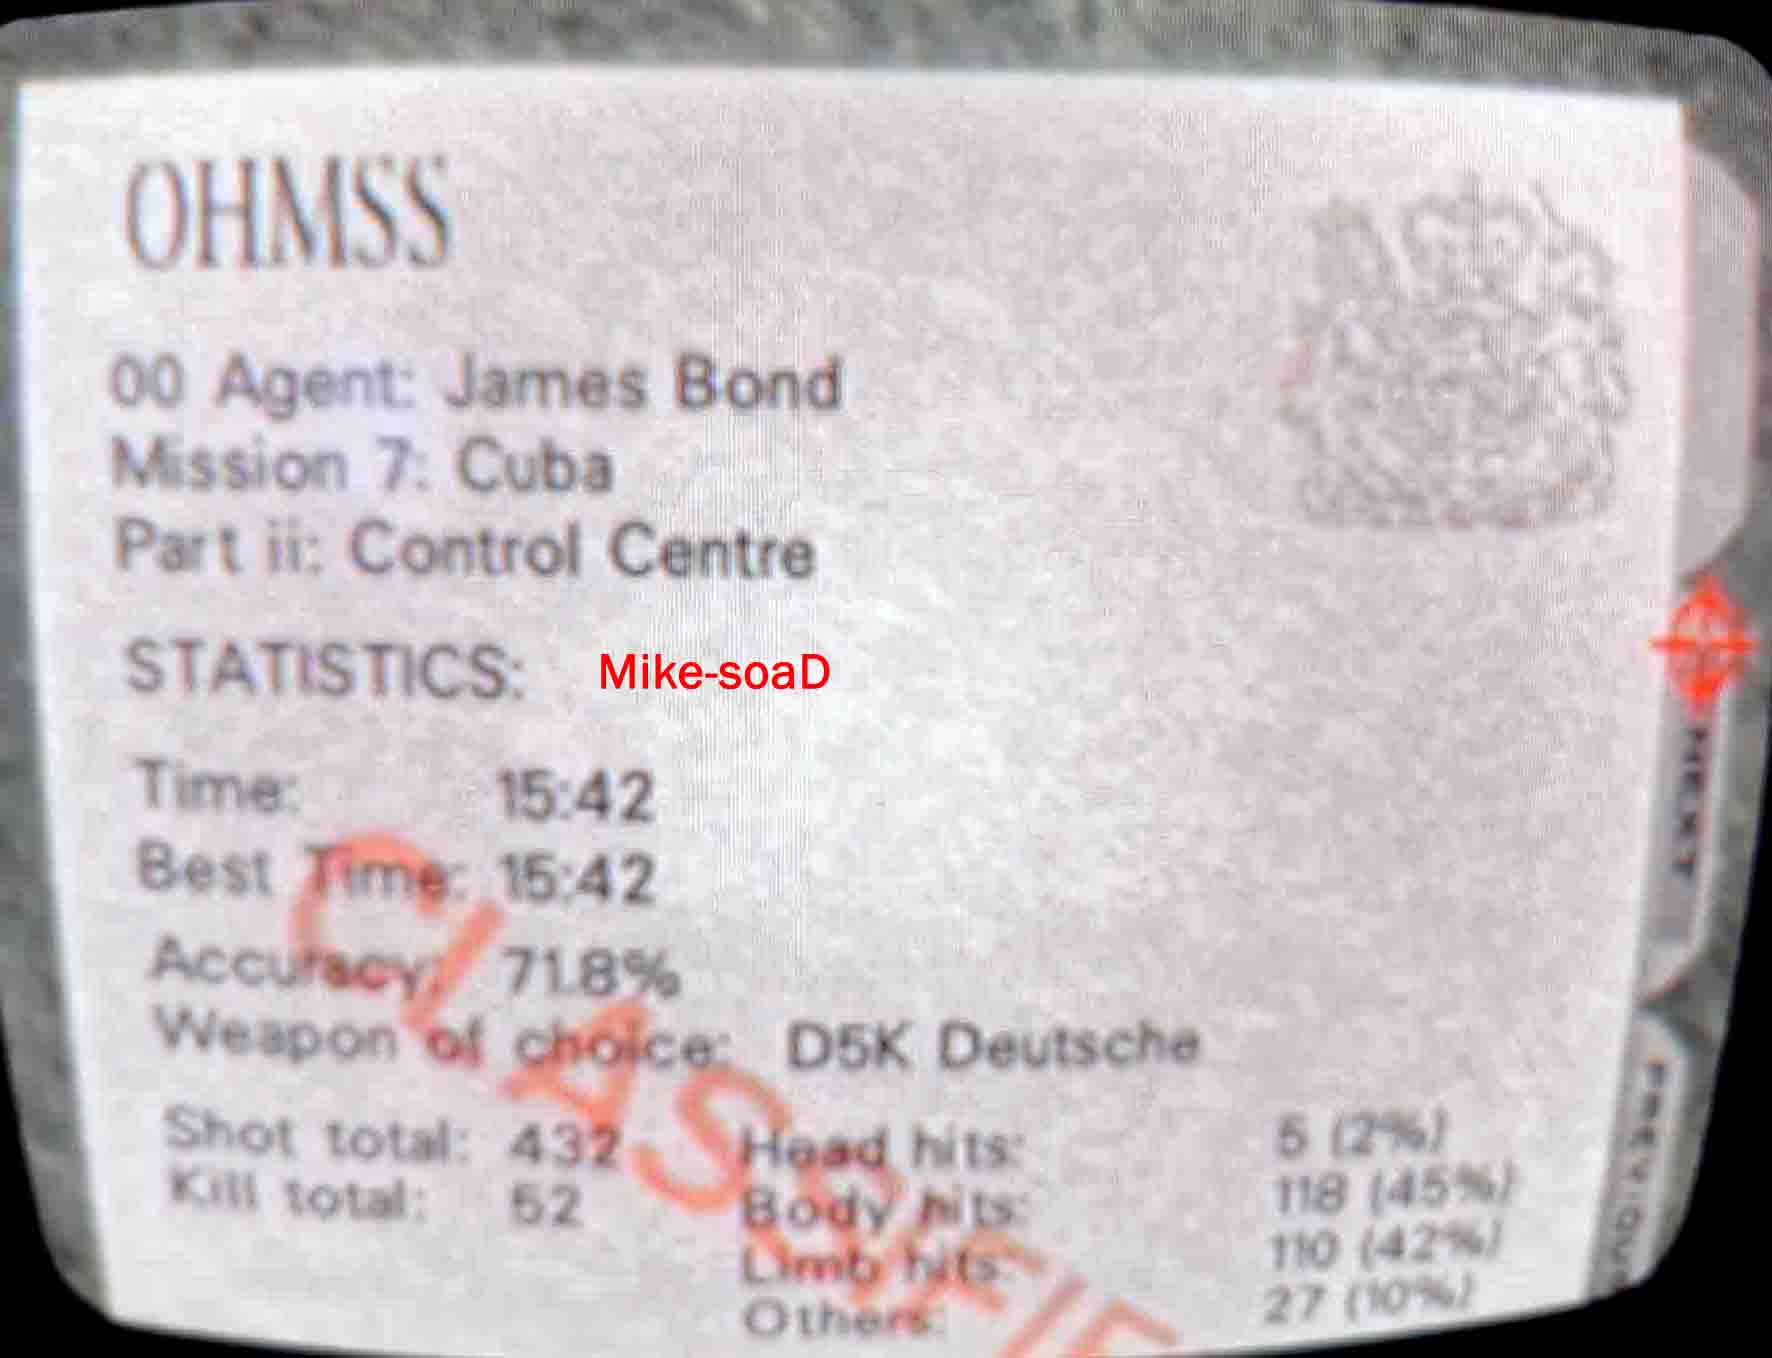 OHMSS
00 Agent: James Bond
Mission 7: Cuba
Part ii: Control Centre
STATISTICS: Mike-soaD
Time: 15:42
Best Time: 15:42
Accuracy: 71.8%
Weapon of choice: D5K Deutsche
Shot total: 432 Head hits: 5 (2%)
Kill total: 52 Body hits: 118 (45%)
Limb hits: 110 (42%)
Others: 27 (10%)
CLASSIFIE
NEXT
PREVIOUS